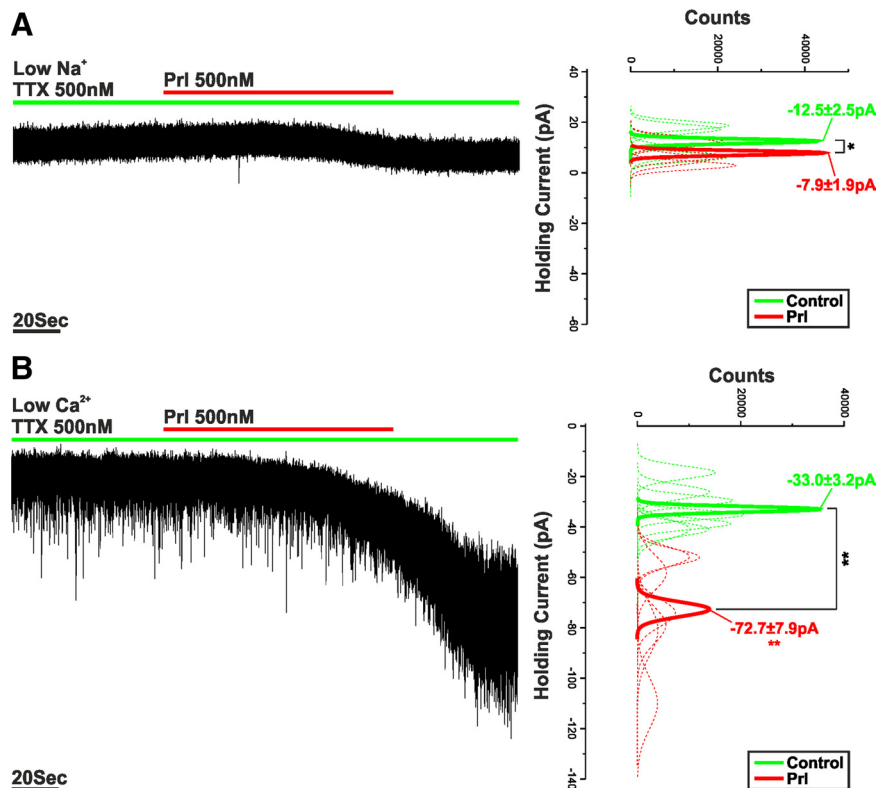 A
Low Na⁺
TTX 500nM
Prl 500nM
20Sec
Counts
0
20000
40000
Holding Current (pA)
40
20
0
-20
-40
-60
-12.5±2.5pA
*
-7.9±1.9pA
Control
Prl
B
Low Ca²⁺
TTX 500nM
Prl 500nM
20Sec
Counts
0
20000
40000
Holding Current (pA)
0
-20
-40
-60
-80
-100
-120
-140
-33.0±3.2pA
**
-72.7±7.9pA
**
Control
Prl